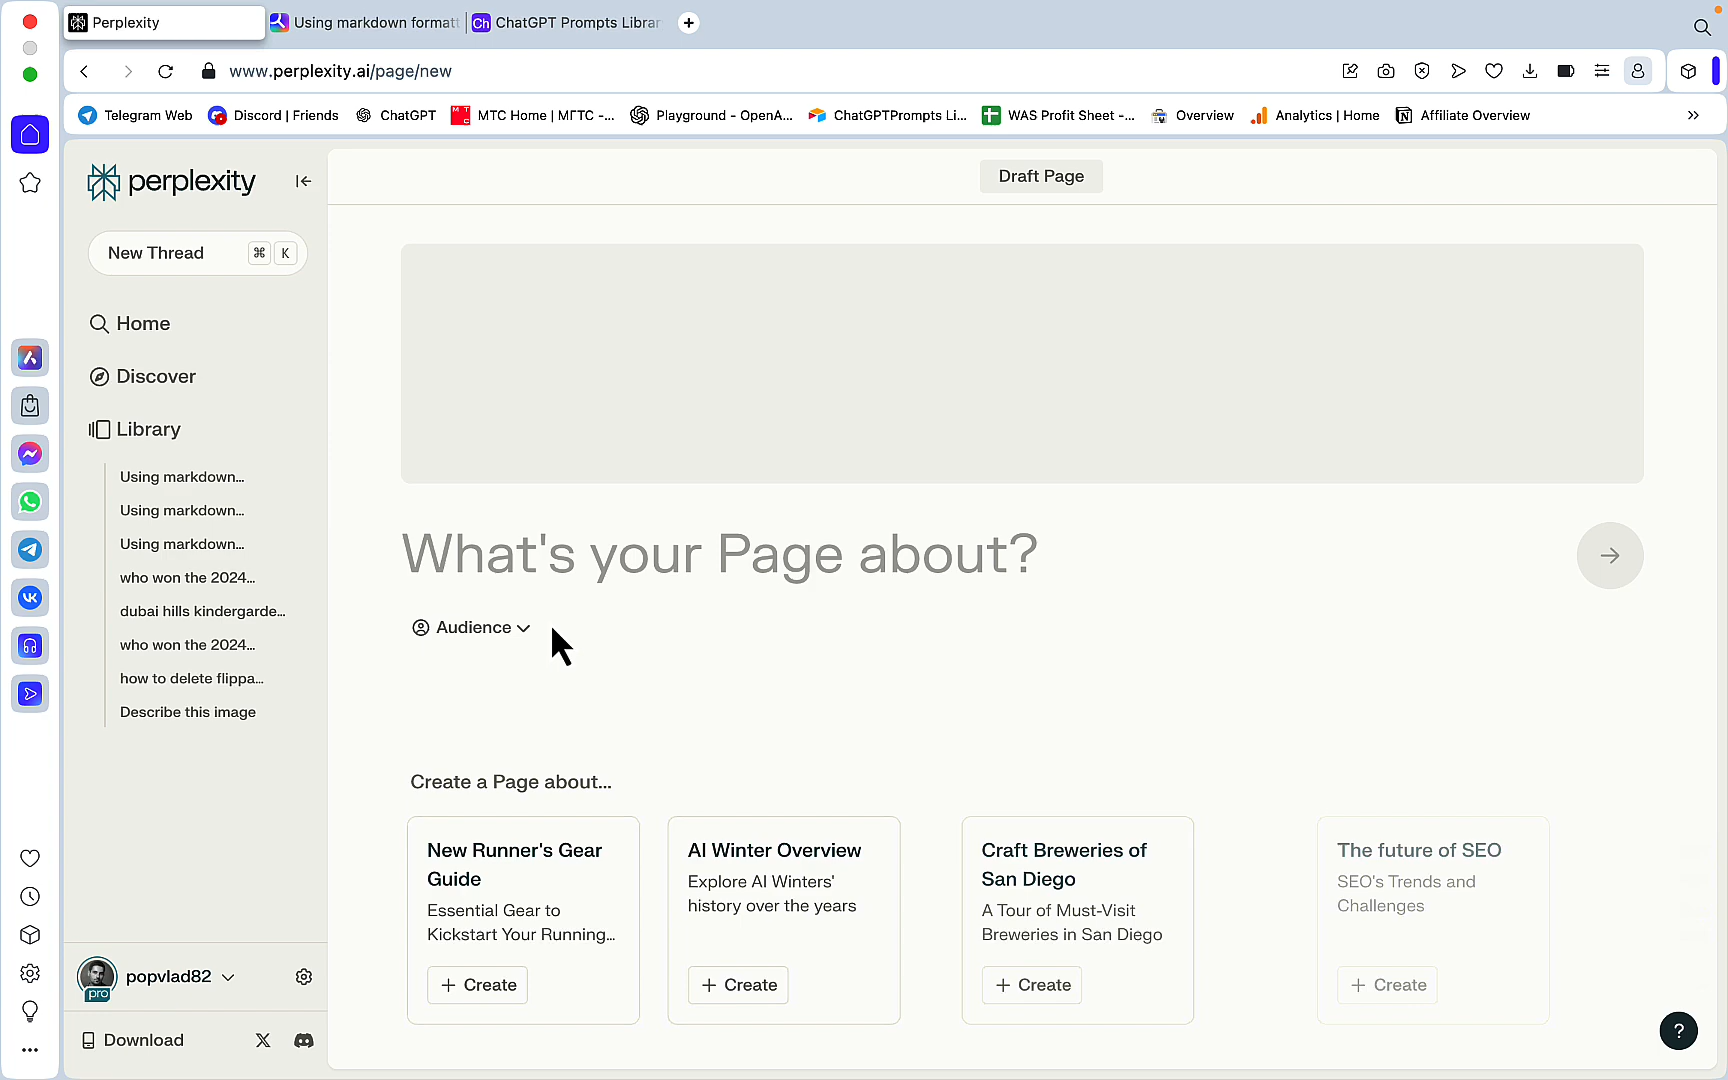 Perplexity
Using markdown formatt
Ch
ChatGPT Prompts Librar
www.perplexity.ai/page/new
Telegram Web
Discord | Friends
ChatGPT
МТС Home | МГТС -...
Playground - OpenA...
ChatGPTPrompts Li...
WAS Profit Sheet -...
Overview
Analytics | Home
Affiliate Overview
perplexity
New Thread
⌘ K
Home
Discover
Library
Using markdown...
Using markdown...
Using markdown...
who won the 2024...
dubai hills kindergarde...
who won the 2024...
how to delete flippa...
Describe this image
popvlad82
pro
Download
Draft Page
What's your Page about?
Audience
Create a Page about...
New Runner's Gear
Guide
Essential Gear to
Kickstart Your Running...
+ Create
AI Winter Overview
Explore AI Winters'
history over the years
+ Create
Craft Breweries of
San Diego
A Tour of Must-Visit
Breweries in San Diego
+ Create
The future of SEO
SEO's Trends and
Challenges
+ Create
?